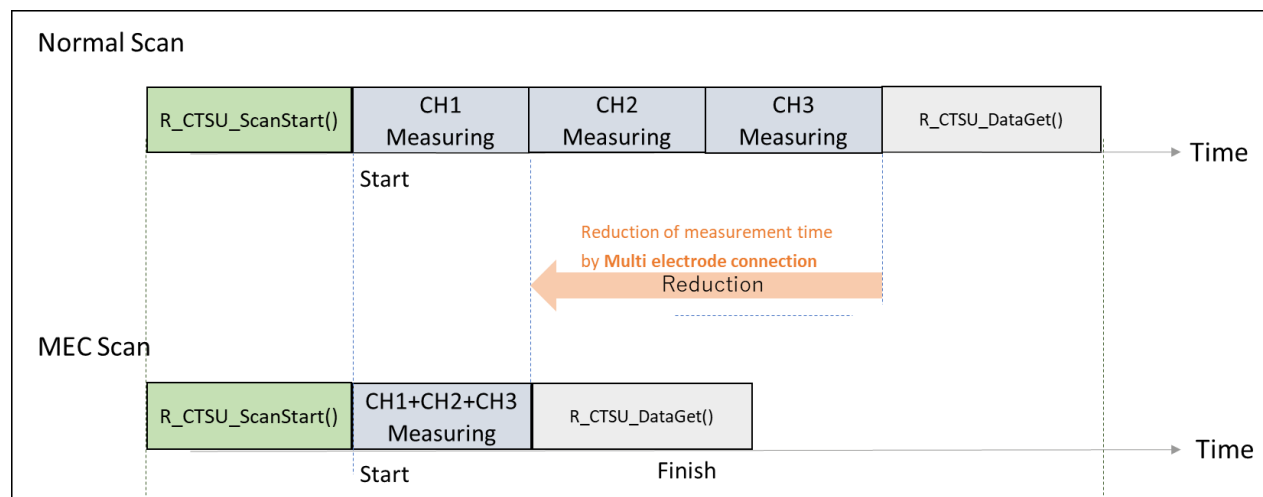 Normal Scan
R_CTSU_ScanStart()
CH1
Measuring
CH2
Measuring
CH3
Measuring
R_CTSU_DataGet()
Time
Start
Reduction of measurement time
by Multi electrode connection
Reduction
MEC Scan
R_CTSU_ScanStart()
CH1+CH2+CH3
Measuring
R_CTSU_DataGet()
Time
Start
Finish